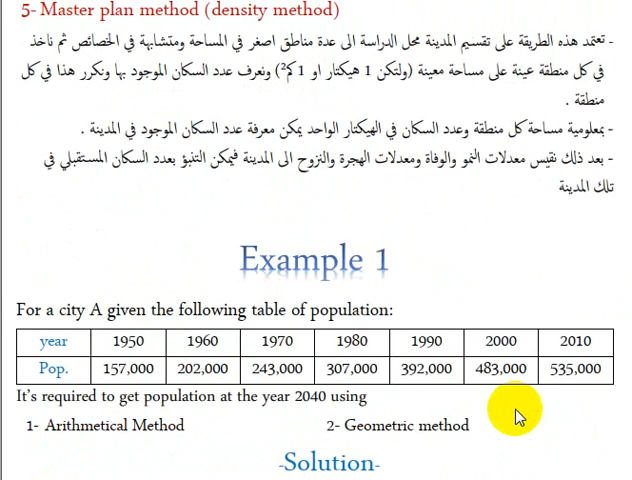 5- Master plan method (density method)
- تعتمد هذه الطريقة على تقسيم المدينة محل الدراسة الى عدة مناطق اصغر في المساحة ومتشابهة في الخصائص ثم ناخذ
في كل منطقة عينة على مساحة معينة (ولتكن 1 هيكتار او 1 كم²) ونعرف عدد السكان الموجود بها ونكرر هذا في كل
منطقة .
- بمعلومية مساحة كل منطقة وعدد السكان في الهيكتار الواحد يمكن معرفة عدد السكان الموجود في المدينة .
- بعد ذلك نقيس معدلات النمو والوفاة ومعدلات الهجرة والنزوح الى المدينة فيمكن التنبؤ بعدد السكان المستقبلي في
تلك المدينة
Example 1
For a city A given the following table of population:
year 1950 1960 1970 1980 1990 2000 2010
Pop. 157,000 202,000 243,000 307,000 392,000 483,000 535,000
It's required to get population at the year 2040 using
1- Arithmetical Method 2- Geometric method
-Solution-